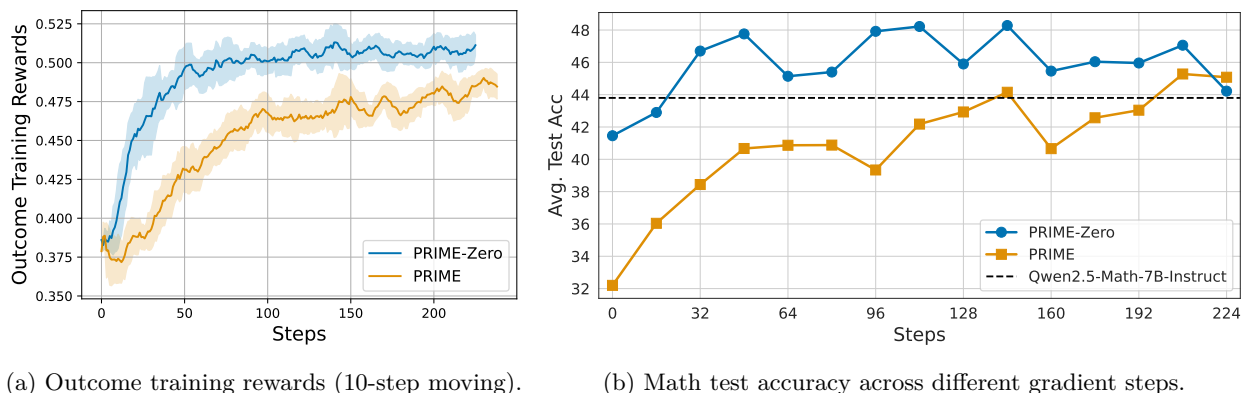 Outcome Training Rewards
0.525
0.500
0.475
0.450
0.425
0.400
0.375
0.350
PRIME-Zero
PRIME
0 50 100 150 200
Steps
(a) Outcome training rewards (10-step moving).
Avg. Test Acc
48
46
44
42
40
38
36
34
32
PRIME-Zero
PRIME
Qwen2.5-Math-7B-Instruct
0 32 64 96 128 160 192 224
Steps
(b) Math test accuracy across different gradient steps.